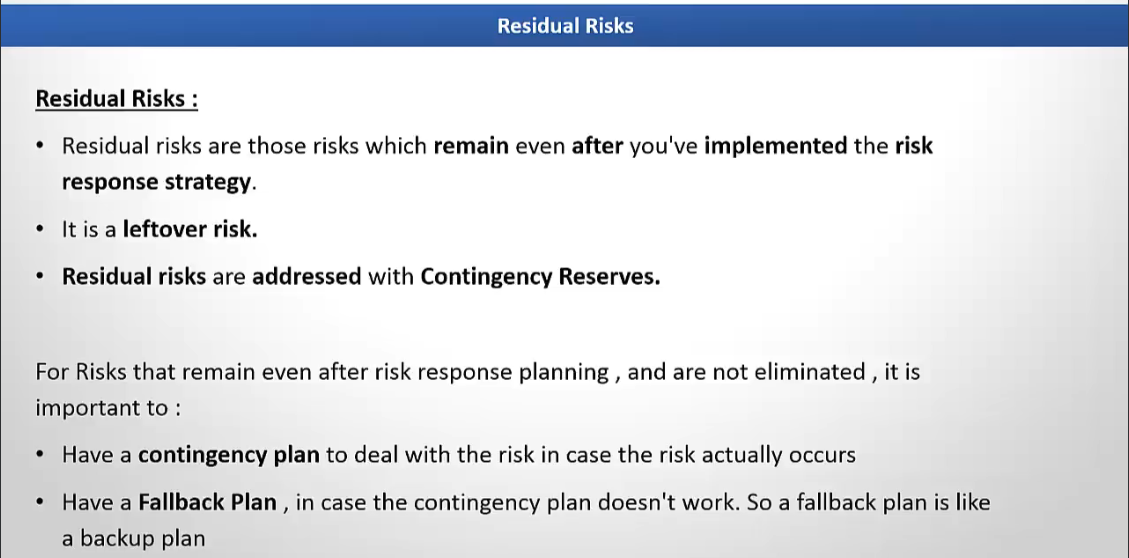 Residual Risks
Residual Risks :
• Residual risks are those risks which remain even after you've implemented the risk
response strategy.
• It is a leftover risk.
• Residual risks are addressed with Contingency Reserves.
For Risks that remain even after risk response planning , and are not eliminated , it is
important to :
• Have a contingency plan to deal with the risk in case the risk actually occurs
• Have a Fallback Plan , in case the contingency plan doesn't work. So a fallback plan is like
a backup plan